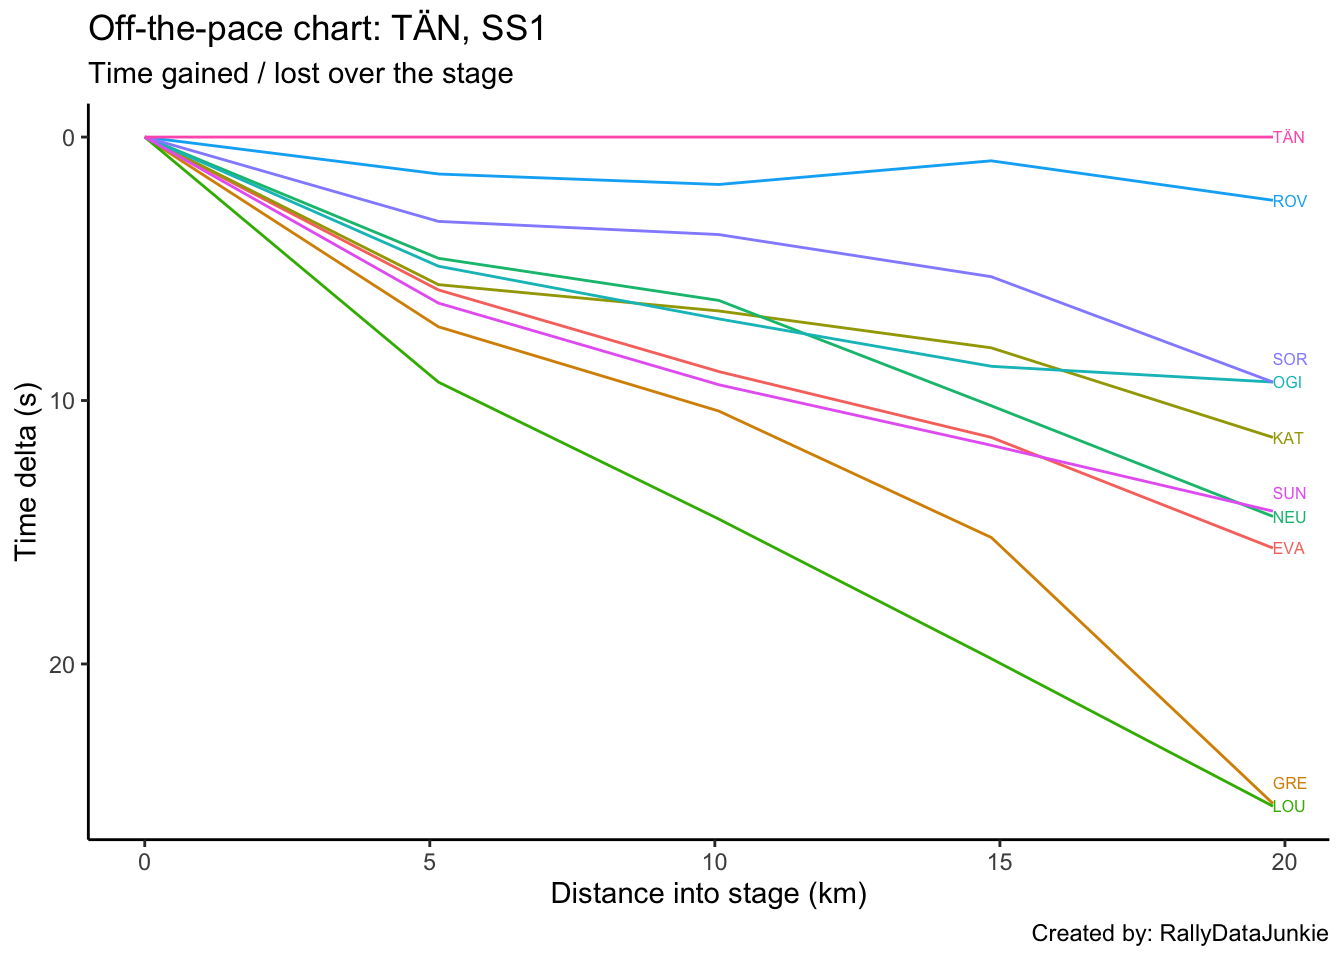 Off-the-pace chart: TÄN, SS1
Time gained / lost over the stage
0
10
20
Time delta (s)
TÄN
ROV
SOR
OGI
KAT
SUN
NEU
EVA
GRE
LOU
0 5 10 15 20
Distance into stage (km)
Created by: RallyDataJunkie